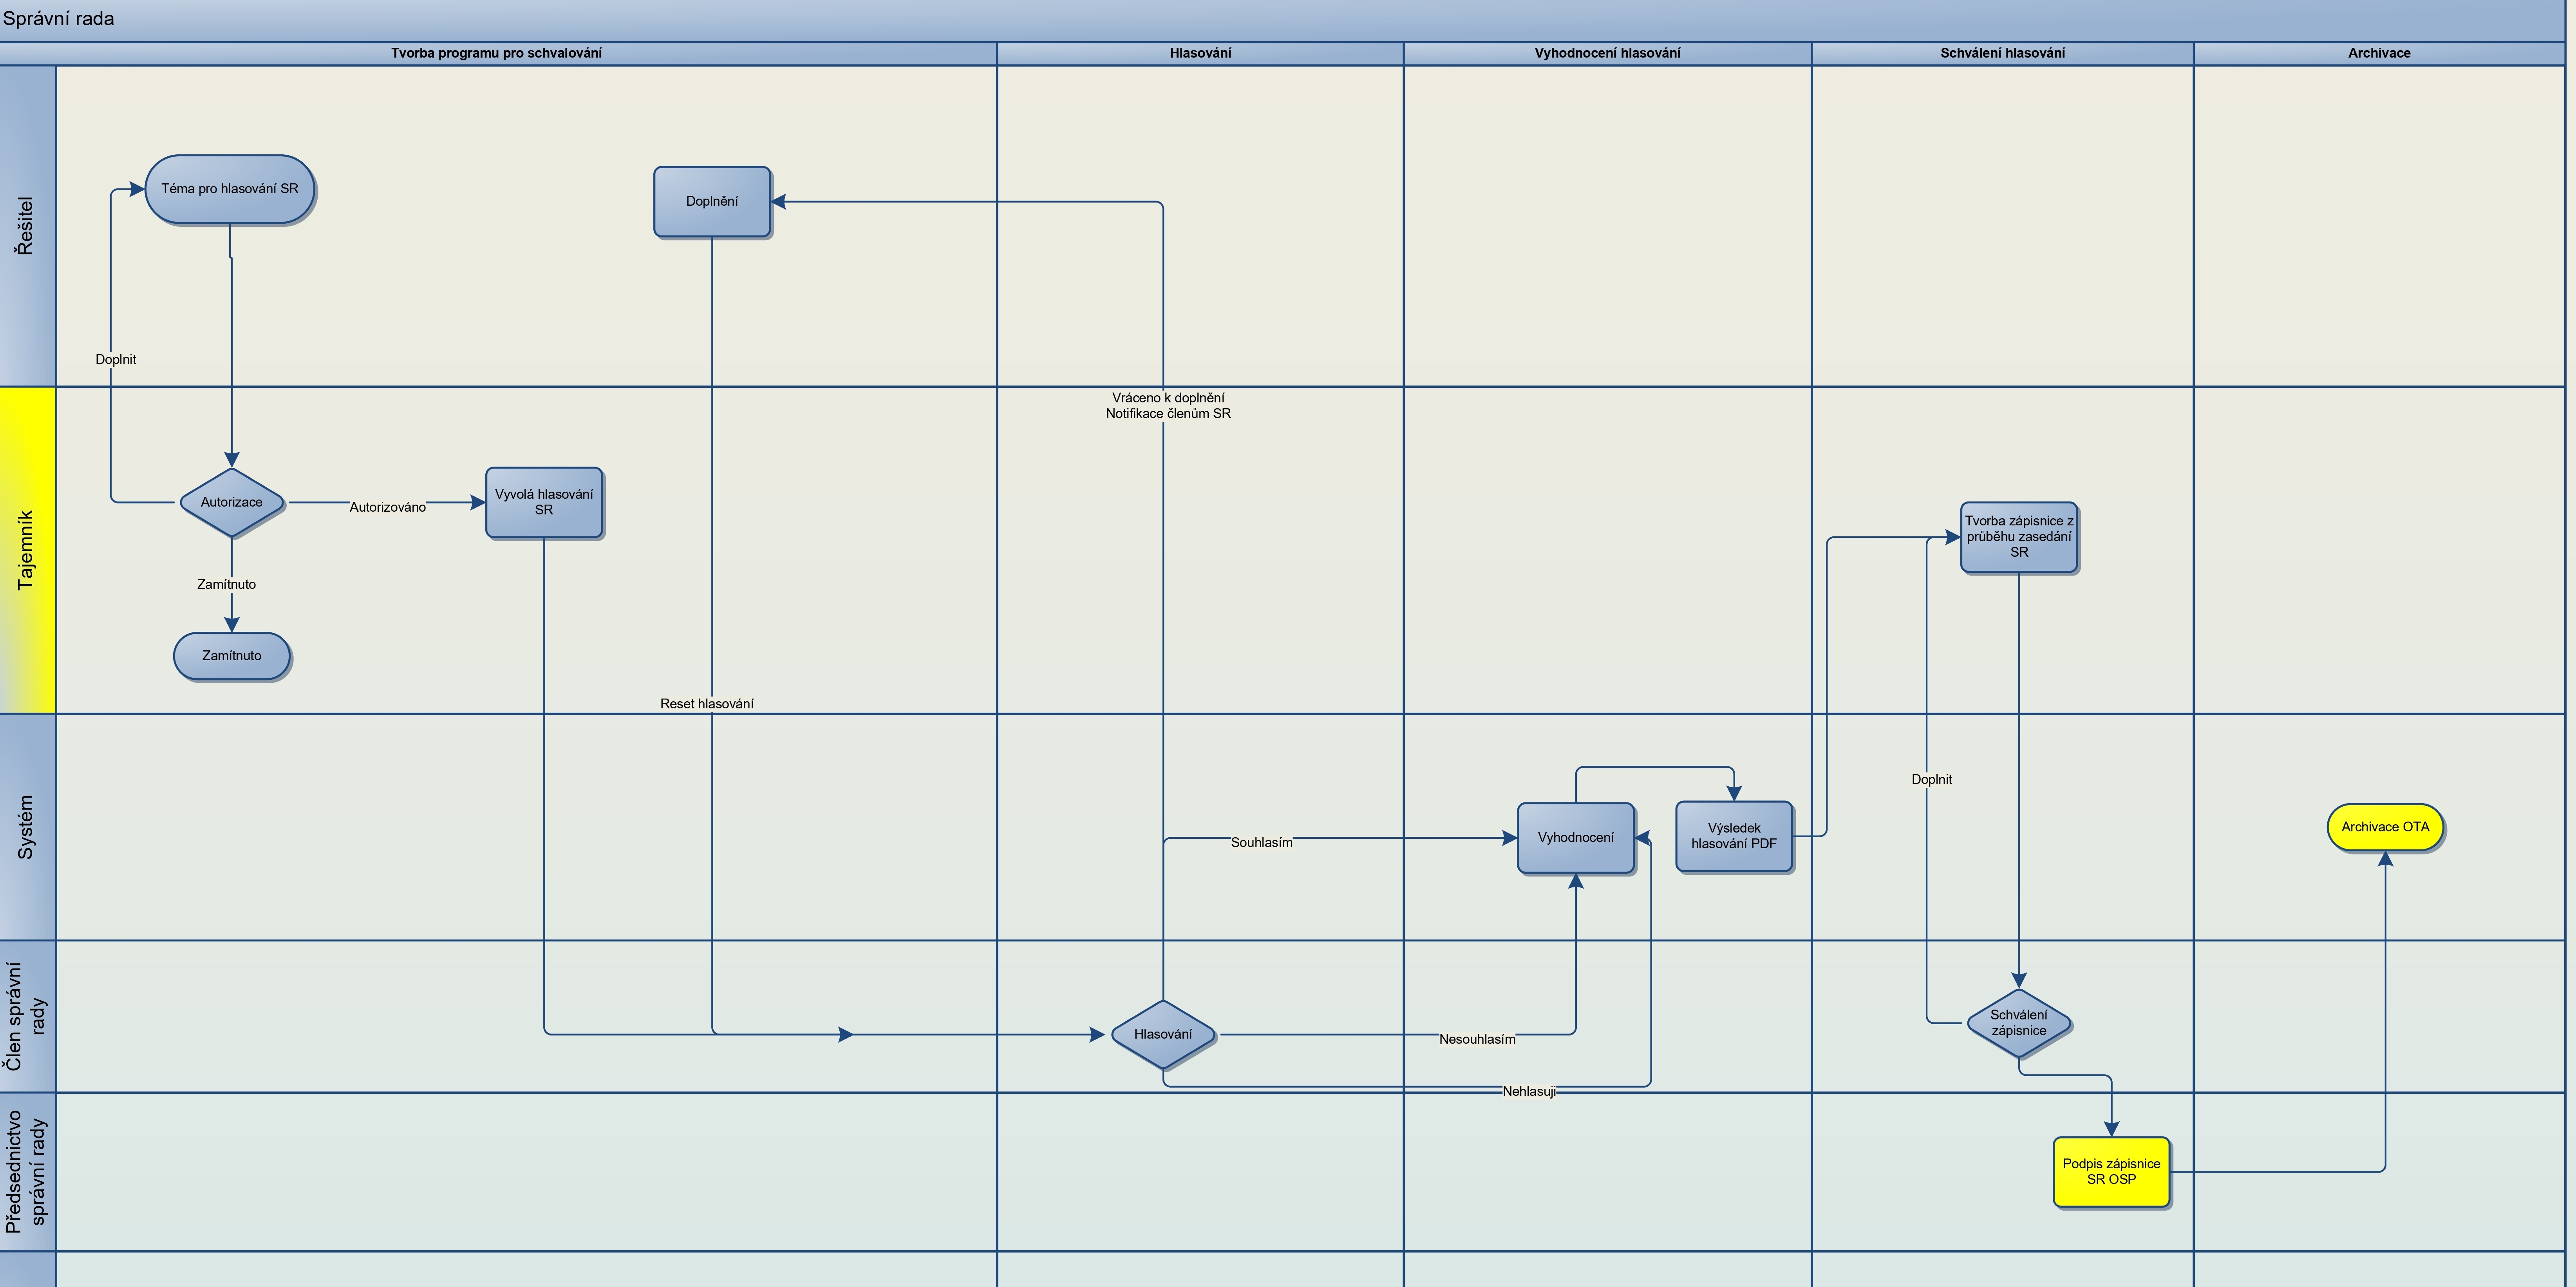 Správní rada
Tvorba programu pro schvalování
Hlasování
Vyhodnocení hlasování
Schválení hlasování
Archivace
Řešitel
Téma pro hlasování SR
Doplnění
Doplnit
Tajemník
Vráceno k doplnění
Notifikace členům SR
Autorizace
Autorizováno
Vyvolá hlasování
SR
Tvorba zápisnice z
průběhu zasedání
SR
Zamítnuto
Zamítnuto
Reset hlasování
Systém
Doplnit
Souhlasím
Vyhodnocení
Výsledek
hlasování PDF
Archivace OTA
Člen správní
rady
Hlasování
Nesouhlasím
Schválení
zápisnice
Nehlasuji
Předsednictvo
správní rady
Podpis zápisnice
SR OSP